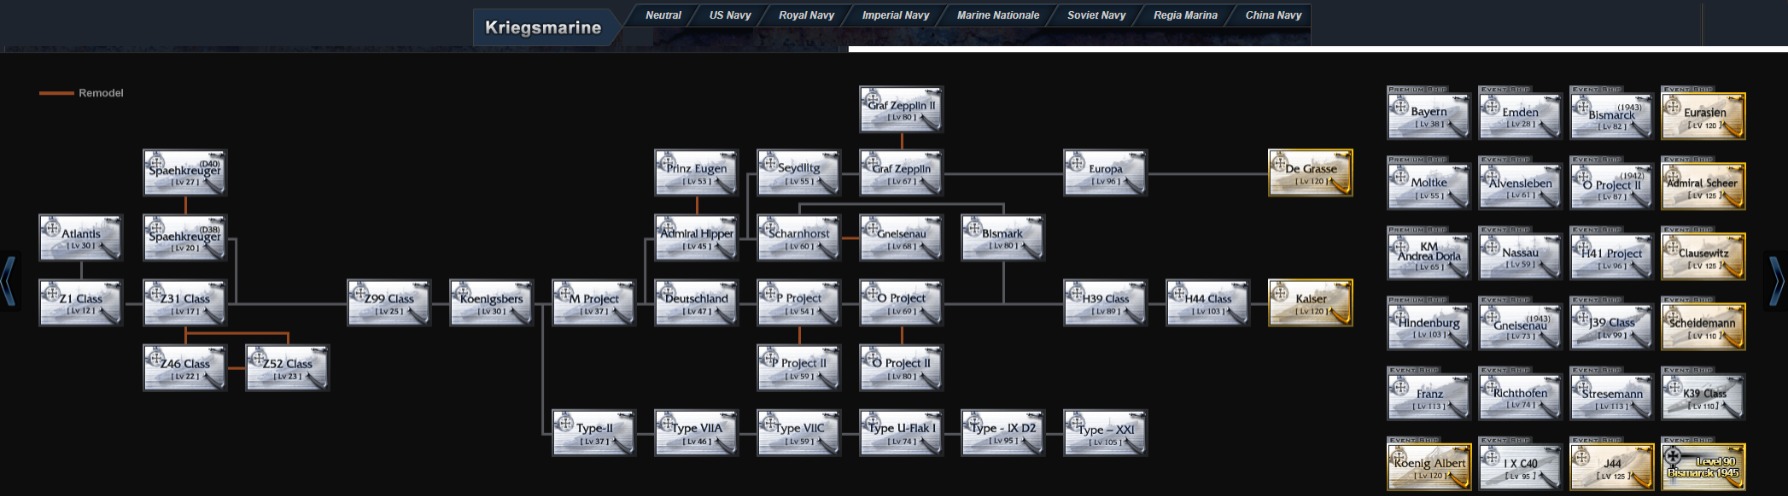 Kriegsmarine
Neutral
US Navy
Royal Navy
Imperial Navy
Marine Nationale
Soviet Navy
Regia Marina
China Navy
Remodel
Graf Zepplin II
[ Lv 80 ]
(D40)
Spaehkreuger
[ Lv 27 ]
Prinz Eugen
[ Lv 53 ]
Seydlitg
[ Lv 55 ]
Graf Zepplin
[ Lv 67 ]
Europa
[ Lv 96 ]
De Grasse
[ Lv 120 ]
Atlantis
[ Lv 30 ]
(D38)
Spaehkreuger
[ Lv 20 ]
Admiral Hipper
[ Lv 45 ]
Scharnhorst
[ Lv 60 ]
Gneisenau
[ Lv 68 ]
Bismark
[ Lv 80 ]
Z1 Class
[ Lv 12 ]
Z31 Class
[ Lv 17 ]
Z99 Class
[ Lv 25 ]
Koenigsbers
[ Lv 30 ]
M Project
[ Lv 37 ]
Deutschland
[ Lv 47 ]
P Project
[ Lv 54 ]
O Project
[ Lv 69 ]
H39 Class
[ Lv 89 ]
H44 Class
[ Lv 103 ]
Kaiser
[ Lv 120 ]
Z46 Class
[ Lv 22 ]
Z52 Class
[ Lv 23 ]
P Project II
[ Lv 59 ]
O Project II
[ Lv 80 ]
Type-II
[ Lv 37 ]
Type VIIA
[ Lv 46 ]
Type VIIC
[ Lv 59 ]
Type U-Flak I
[ Lv 74 ]
Type - IX D2
[ Lv 95 ]
Type – XXI
[ Lv 105 ]
Premium Ship
Bayern
[ Lv 38 ]
Event Ship
Emden
[ Lv 28 ]
Event Ship
(1943)
Bismarck
[ Lv 82 ]
Event Ship
Eurasien
[ Lv 120 ]
Premium Ship
Moltke
[ Lv 55 ]
Event Ship
Alvensleben
[ Lv 61 ]
Event Ship
(1942)
O Project II
[ Lv 87 ]
Event Ship
Admiral Scheer
[ Lv 125 ]
Premium Ship
KM
Andrea Doria
[ Lv 65 ]
Event Ship
Nassau
[ Lv 59 ]
Event Ship
H41 Project
[ Lv 96 ]
Event Ship
Clausewitz
[ Lv 125 ]
Premium Ship
Hindenburg
[ Lv 103 ]
Event Ship
(1943)
Gneisenau
[ Lv 73 ]
Event Ship
J39 Class
[ Lv 99 ]
Event Ship
Scheidemann
[ Lv 110 ]
Event Ship
Franz
[ Lv 113 ]
Event Ship
Richthofen
[ Lv 74 ]
Event Ship
Stresemann
[ Lv 113 ]
Event Ship
K39 Class
[ Lv 110 ]
Event Ship
Koenig Albert
[ Lv 120 ]
Event Ship
I X C40
[ Lv 95 ]
Event Ship
J44
[ Lv 125 ]
Event Ship
Level 90
Bismarck 1945